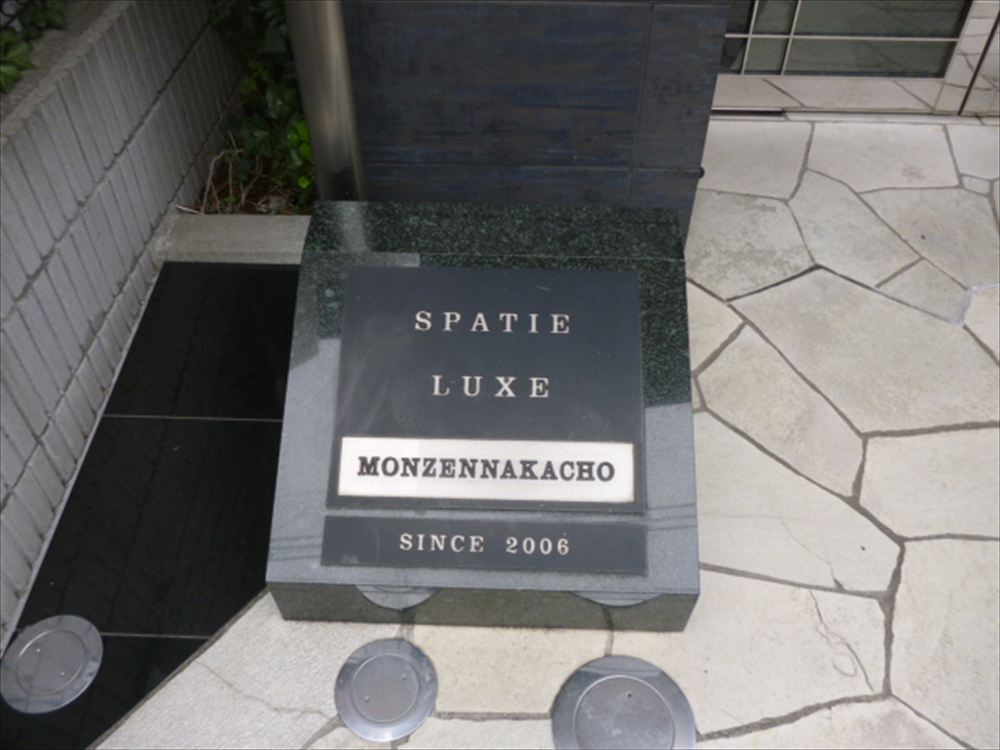 SPATIE
LUXE
MONZENNAKACHO
SINCE 2006